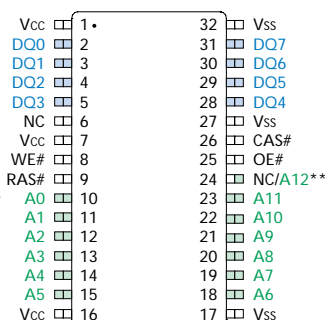 Vcc 1• 32 Vss
DQ0 2 31 DQ7
DQ1 3 30 DQ6
DQ2 4 29 DQ5
DQ3 5 28 DQ4
NC 6 27 Vss
Vcc 7 26 CAS#
WE# 8 25 OE#
RAS# 9 24 NC/A12**
A0 10 23 A11
A1 11 22 A10
A2 12 21 A9
A3 13 20 A8
A4 14 19 A7
A5 15 18 A6
Vcc 16 17 Vss